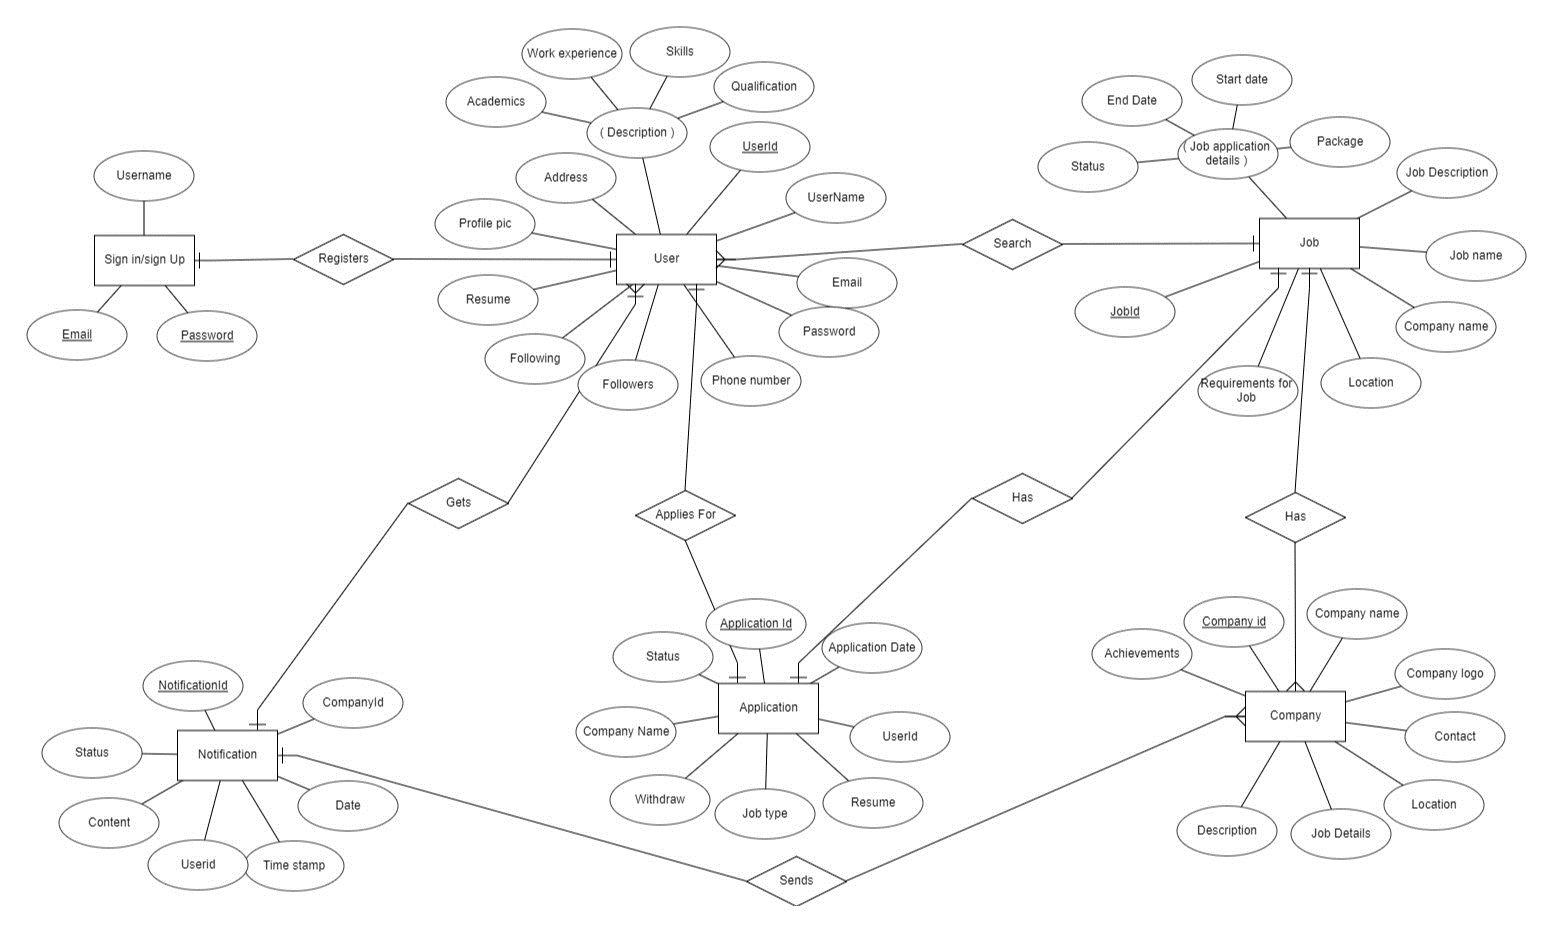 Work experience
Skills
Academics
Qualification
( Description )
UserId
Address
UserName
Profile pic
User
Resume
Email
Password
Following
Followers
Phone number
Username
Sign in/sign Up
Registers
Email
Password
Search
Start date
End Date
Package
( Job application
details )
Status
Job Description
Job
Job name
JobId
Company name
Requirements for
Job
Location
Gets
Applies For
Has
Has
NotificationId
CompanyId
Status
Notification
Content
Date
Userid
Time stamp
Application Id
Application Date
Status
Application
Company Name
UserId
Withdraw
Job type
Resume
Sends
Company id
Company name
Achievements
Company logo
Company
Contact
Location
Description
Job Details